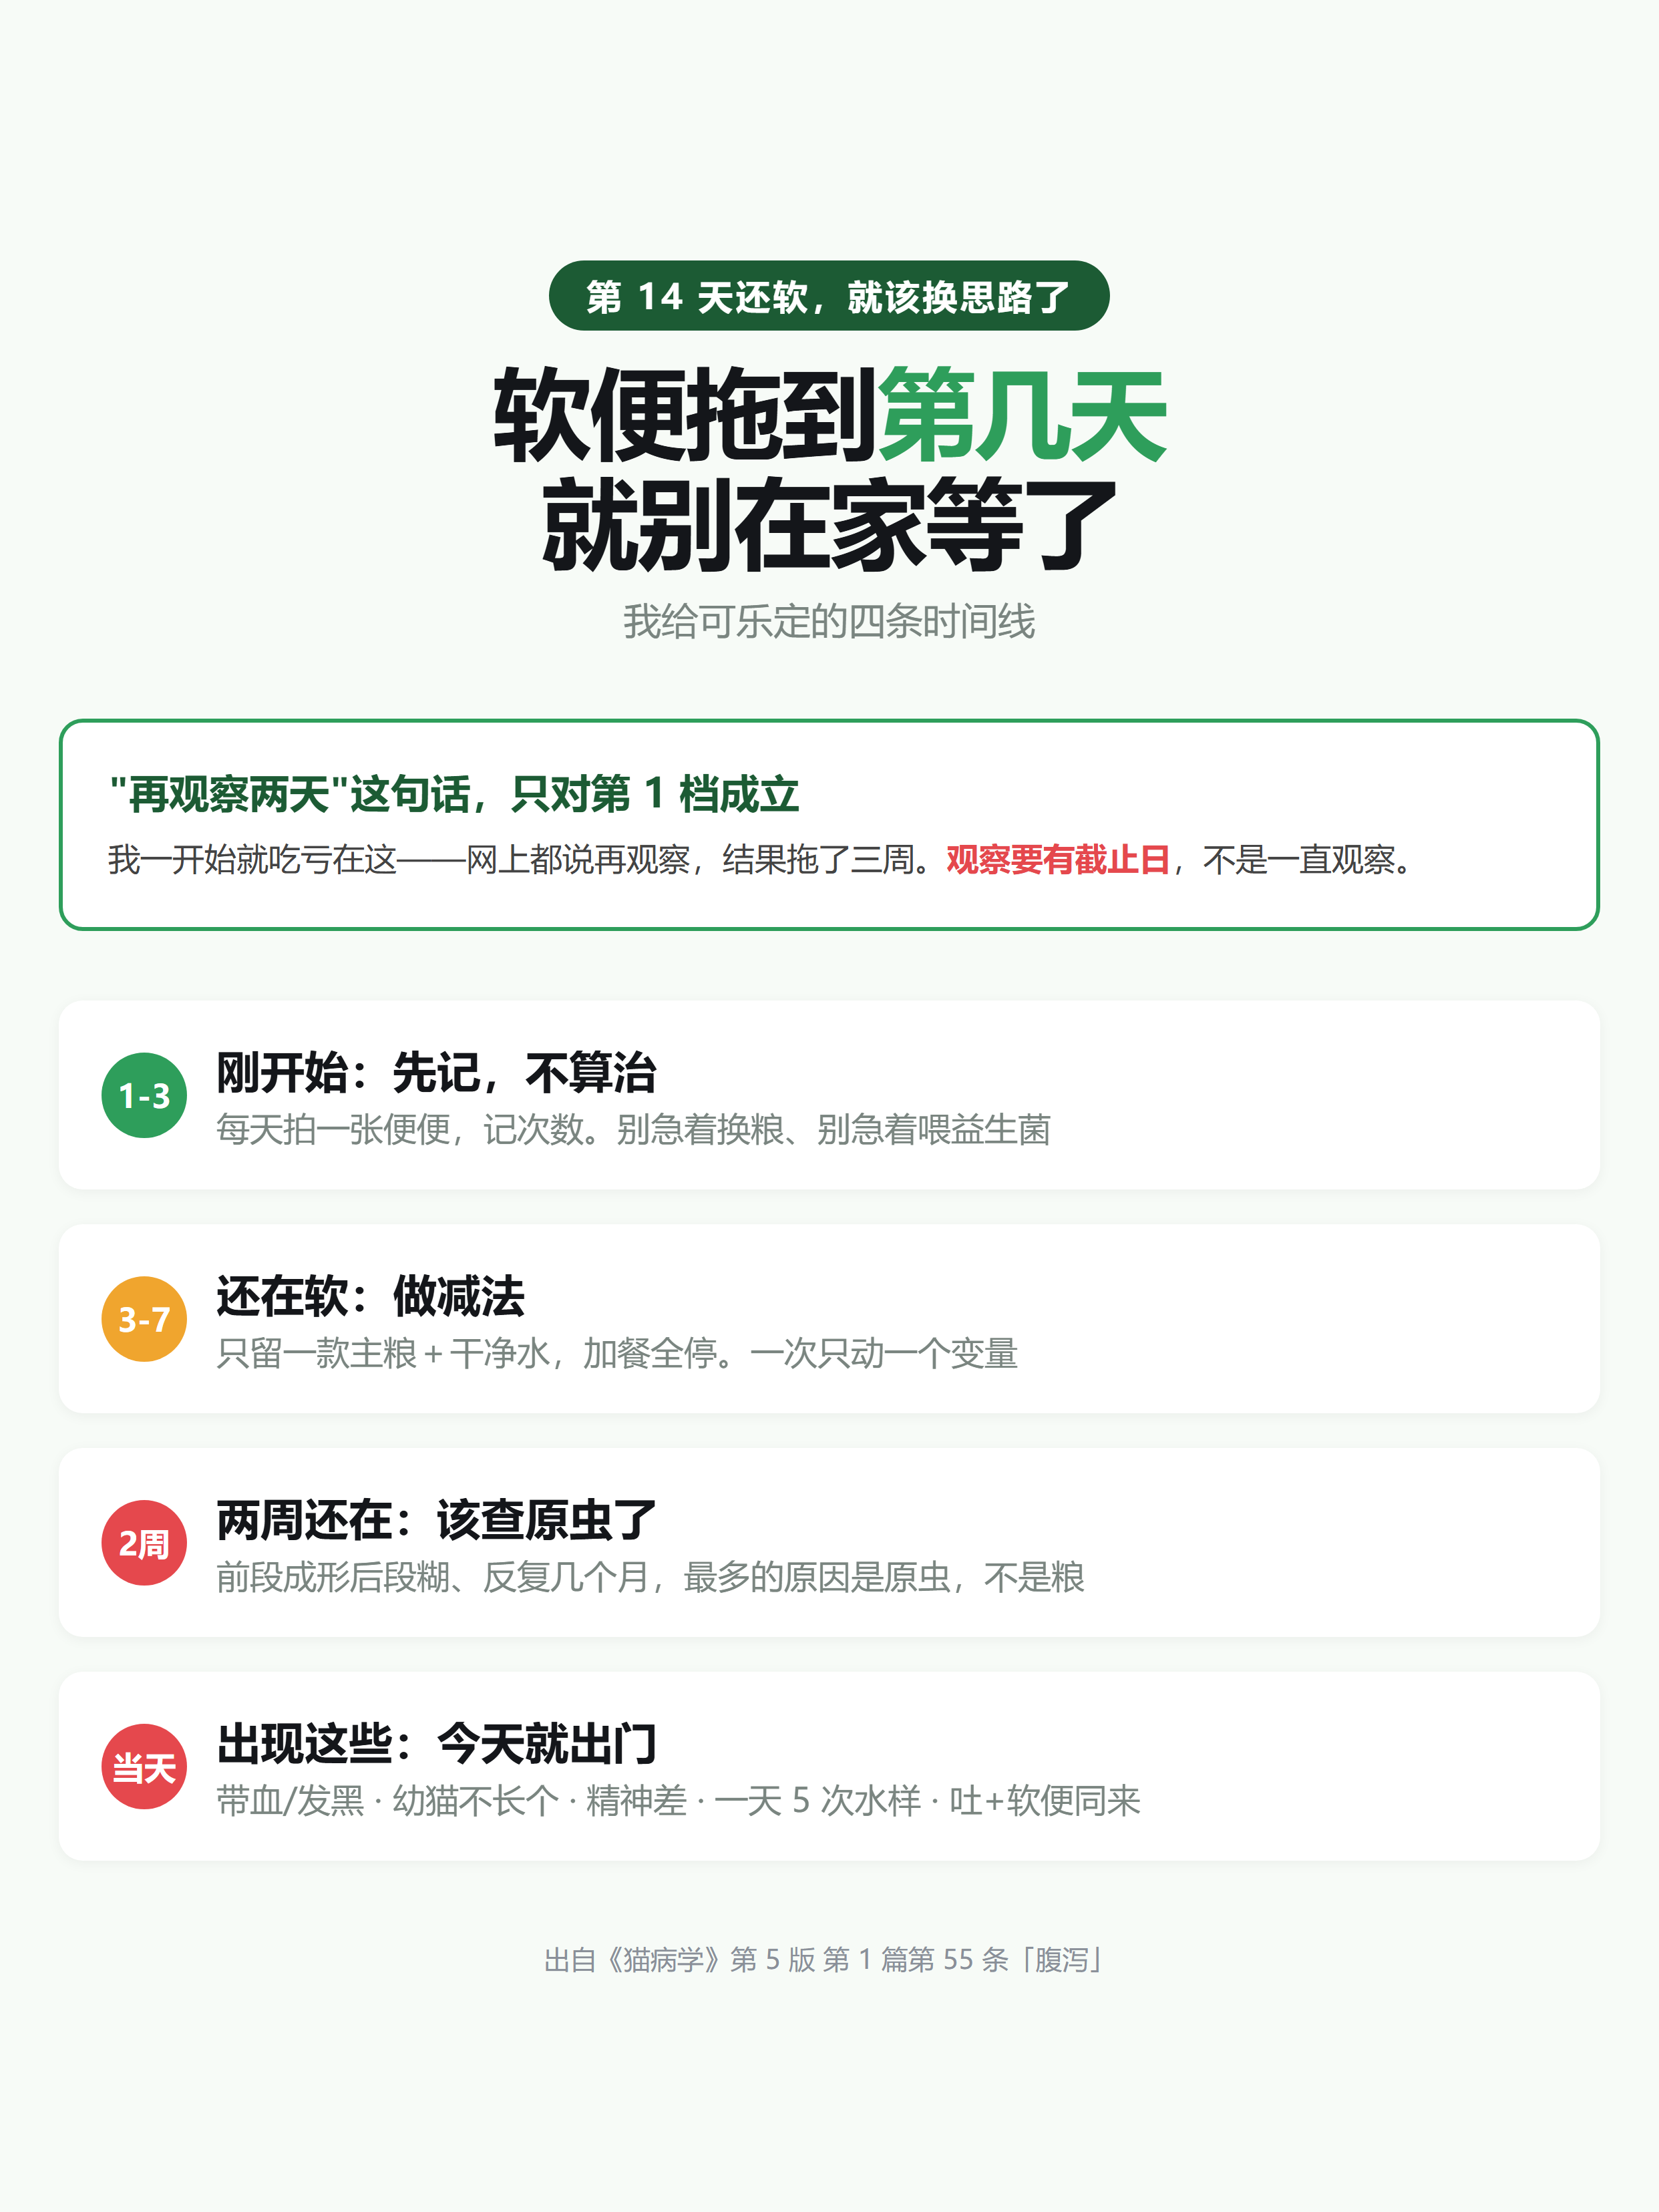 第 14 天还软，就该换思路了
软便拖到第几天
就别在家等了
我给可乐定的四条时间线
"再观察两天"这句话，只对第 1 档成立
我一开始就吃亏在这——网上都说再观察，结果拖了三周。观察要有截止日，不是一直观察。
1-3
刚开始：先记，不算治
每天拍一张便便，记次数。别急着换粮、别急着喂益生菌
3-7
还在软：做减法
只留一款主粮 + 干净水，加餐全停。一次只动一个变量
2周
两周还在：该查原虫了
前段成形后段糊、反复几个月，最多的原因是原虫，不是粮
当天
出现这些：今天就出门
带血/发黑 · 幼猫不长个 · 精神差 · 一天 5 次水样 · 吐+软便同来
出自《猫病学》第 5 版 第 1 篇第 55 条「腹泻」